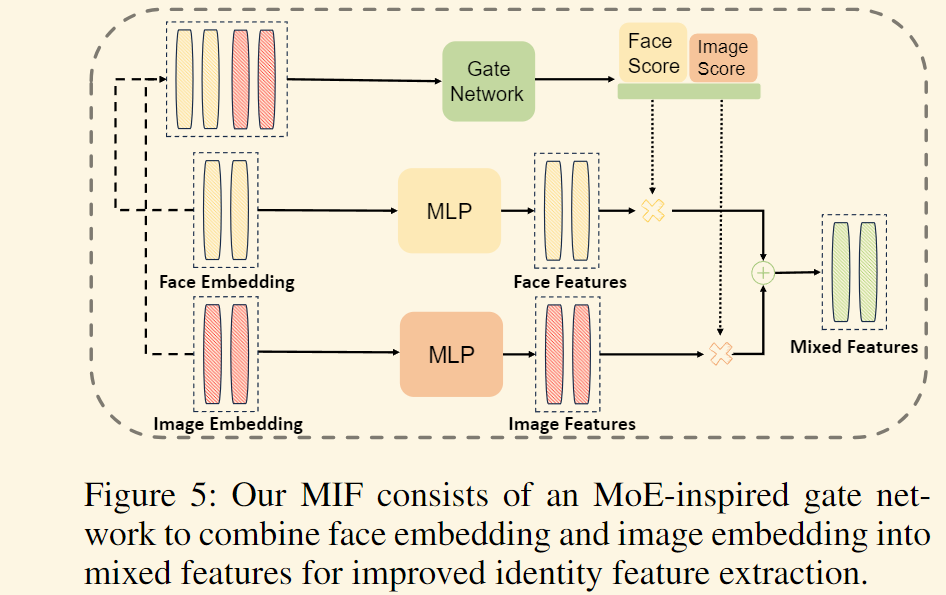 Face
Score
Image
Score
Gate
Network
MLP
Face Embedding
Face Features
Mixed Features
MLP
Image Embedding
Image Features
Figure 5: Our MIF consists of an MoE-inspired gate net-
work to combine face embedding and image embedding into
mixed features for improved identity feature extraction.